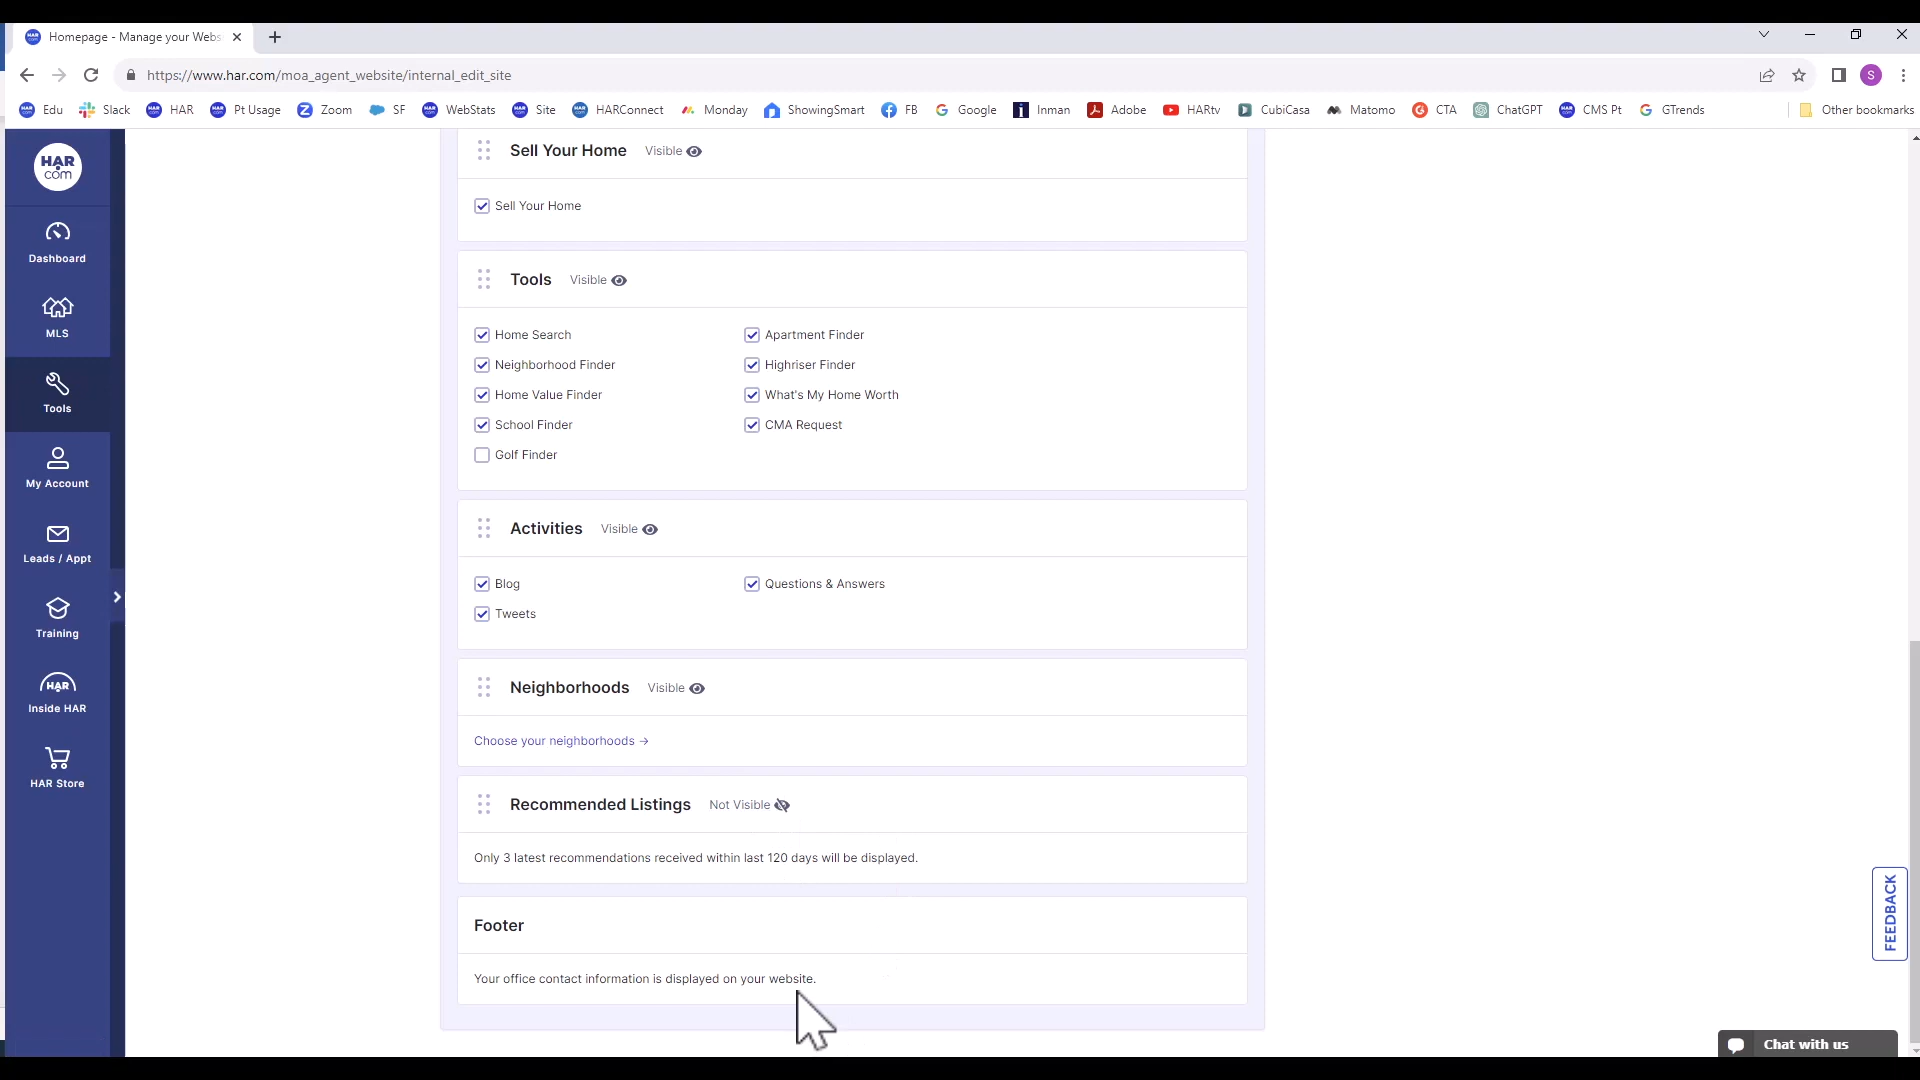 HAR com Homepage - Manage your Webs
https://www.har.com/moa_agent_website/internal_edit_site
S
Edu Slack HAR Pt Usage Zoom SF WebStats Site HARConnect Monday ShowingSmart FB Google Inman Adobe HARtv CubiCasa Matomo CTA ChatGPT CMS Pt GTrends Other bookmarks
HAR
com
Dashboard
MLS
Tools
My Account
Leads / Appt
Training
HAR
Inside HAR
HAR Store
Sell Your Home Visible
Sell Your Home
Tools Visible
Home Search Apartment Finder
Neighborhood Finder Highriser Finder
Home Value Finder What's My Home Worth
School Finder CMA Request
Golf Finder
Activities Visible
Blog Questions & Answers
Tweets
Neighborhoods Visible
Choose your neighborhoods →
Recommended Listings Not Visible
Only 3 latest recommendations received within last 120 days will be displayed.
Footer
Your office contact information is displayed on your website.
FEEDBACK
Chat with us